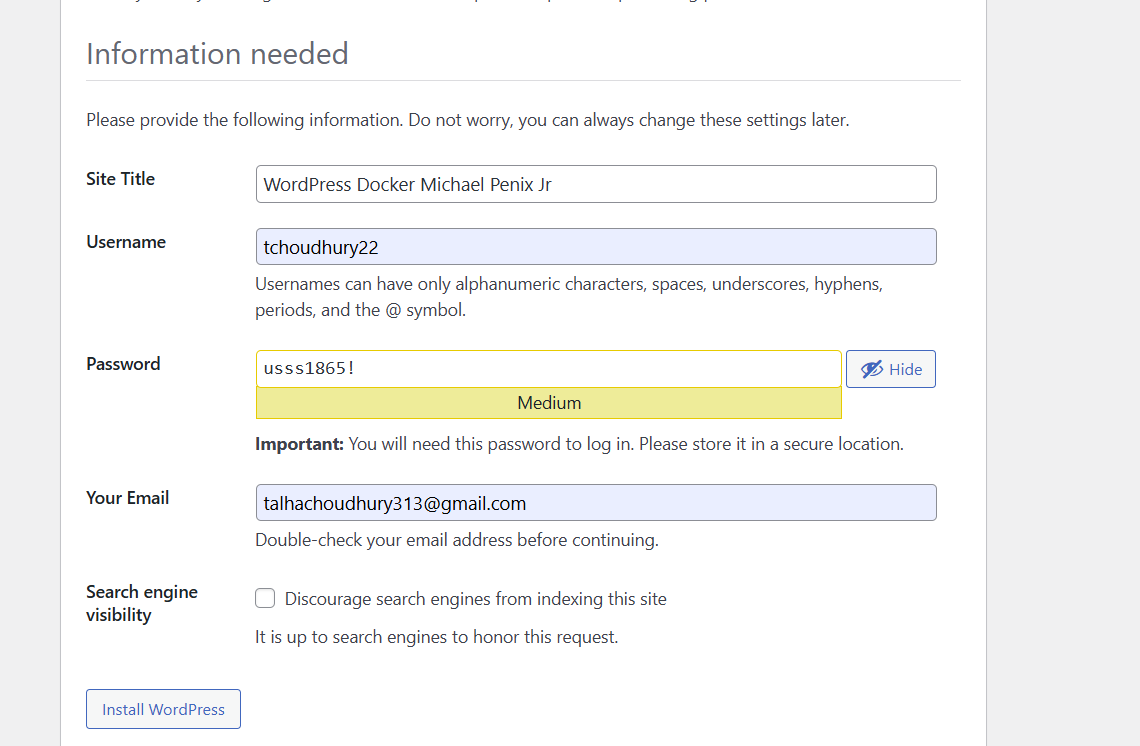 Information needed
Please provide the following information. Do not worry, you can always change these settings later.
Site Title
WordPress Docker Michael Penix Jr
Username
tchoudhury22
Usernames can have only alphanumeric characters, spaces, underscores, hyphens,
periods, and the @ symbol.
Password
usss1865!
Hide
Medium
Important: You will need this password to log in. Please store it in a secure location.
Your Email
talhachoudhury313@gmail.com
Double-check your email address before continuing.
Search engine
visibility
Discourage search engines from indexing this site
It is up to search engines to honor this request.
Install WordPress